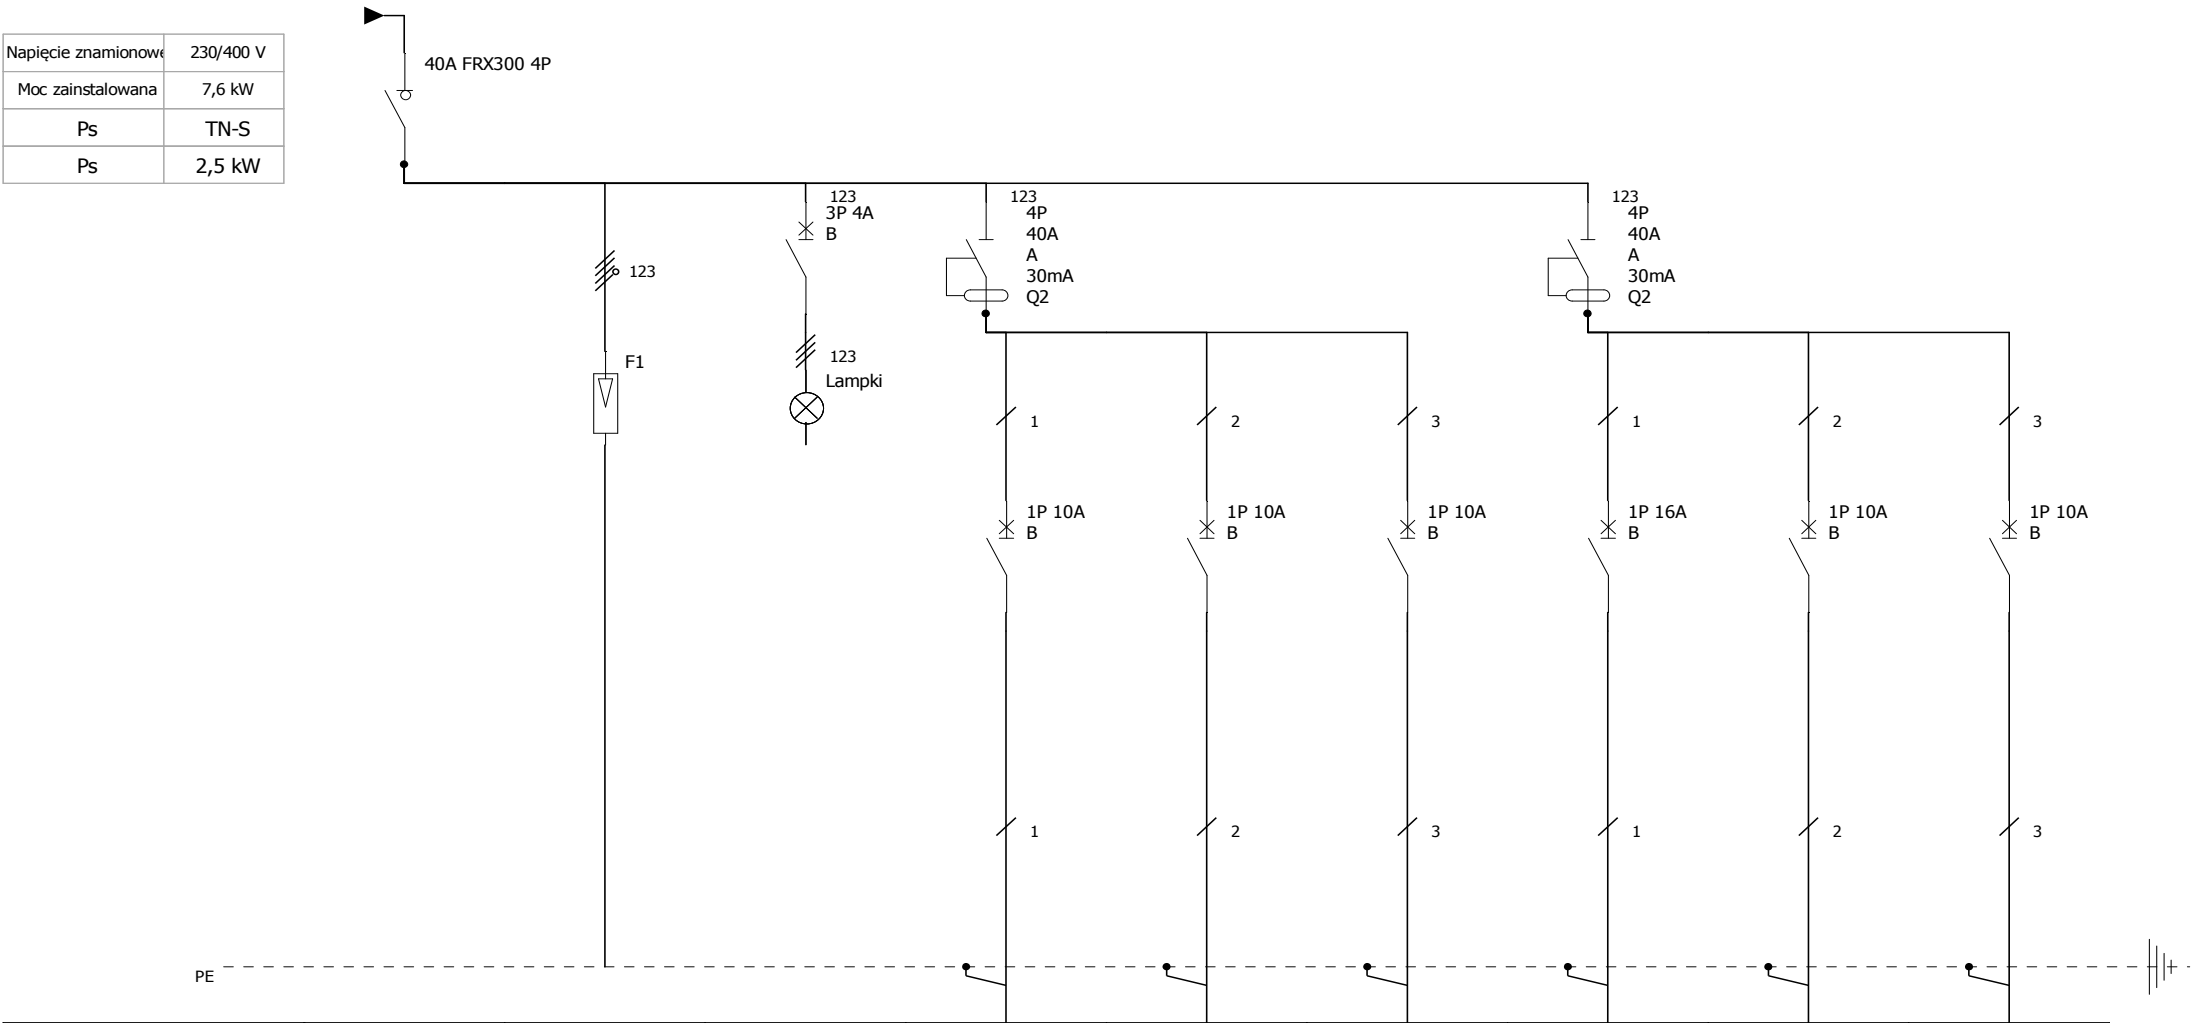 40A FRX300 4P
Napięcie znamionowe 230/400 V
Moc zainstalowana 7,6 kW
Ps TN-S
Ps 2,5 kW
123
3P 4A
B
123
4P
40A
A
30mA
Q2
123
4P
40A
A
30mA
Q2
123
F1
123
Lampki
1 2 3 1 2 3
1P 10A
B
1P 10A
B
1P 10A
B
1P 16A
B
1P 10A
B
1P 10A
B
1 2 3 1 2 3
PE